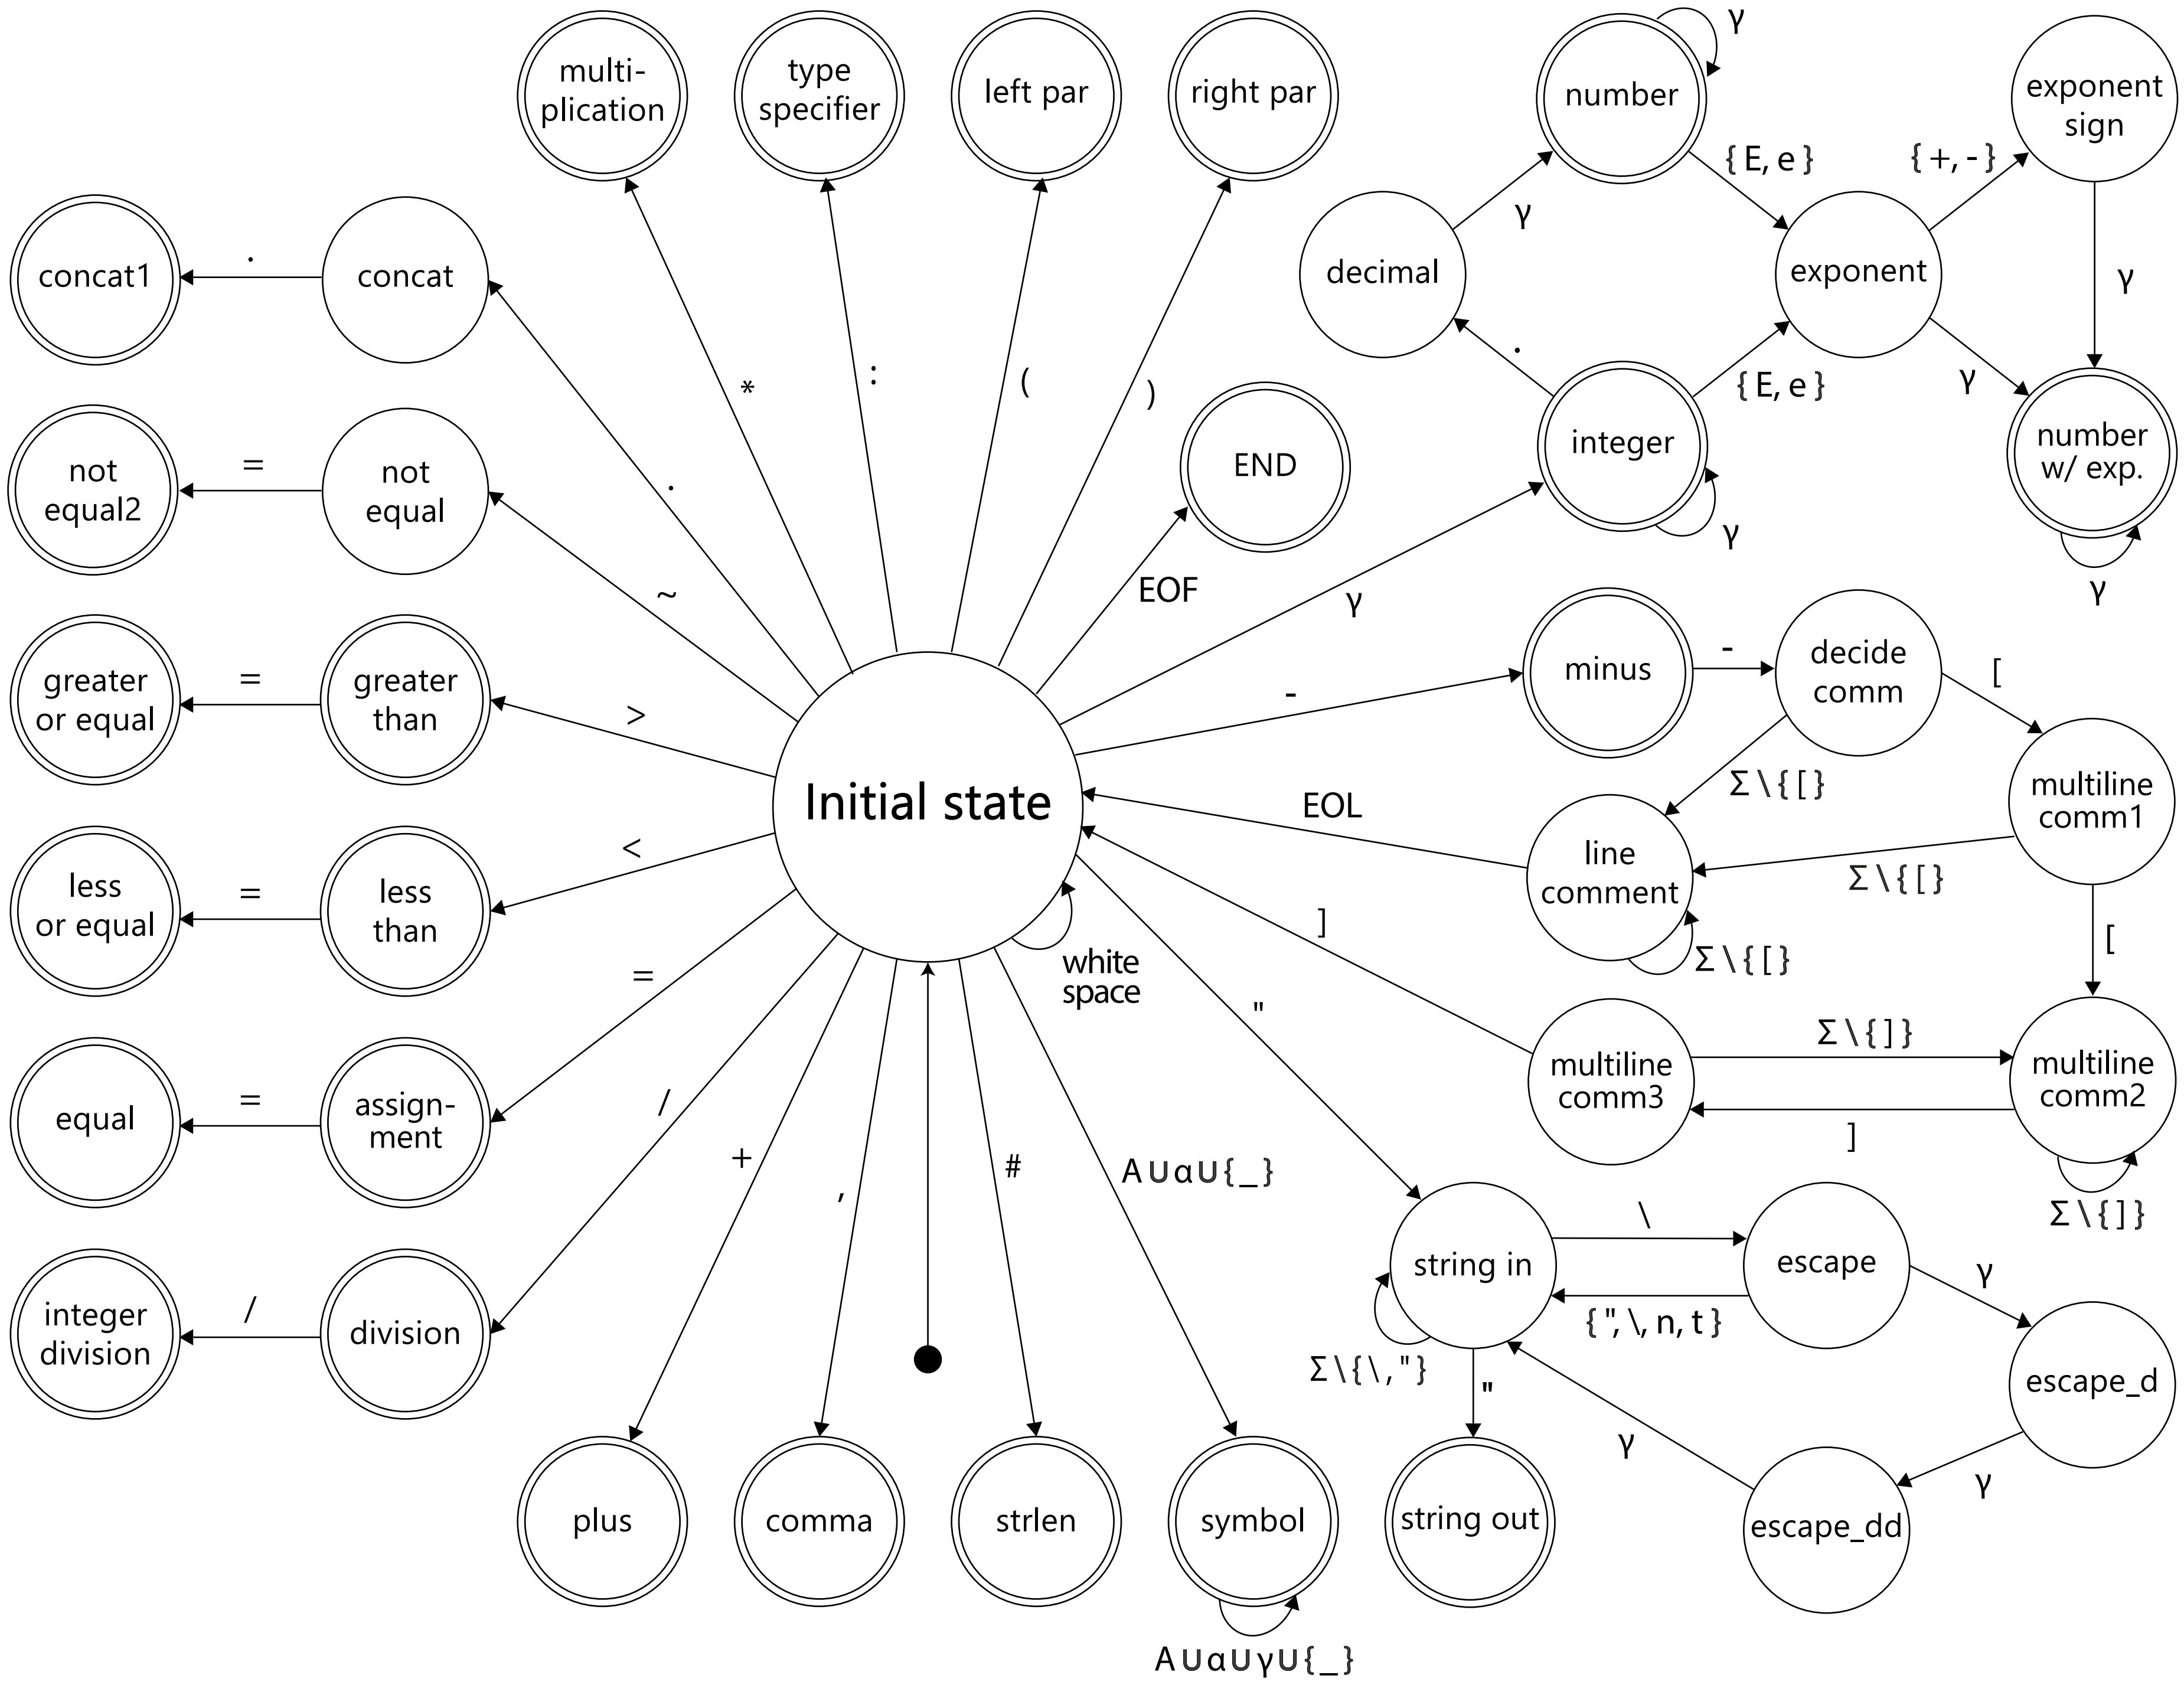 multi-
plication
type
specifier
left par
right par
number
γ
exponent
sign
{ E, e }
{ +, - }
γ
decimal
exponent
concat1
.
concat
*
:
(
)
.
{ E, e }
γ
γ
integer
number
w/ exp.
γ
γ
END
EOF
γ
not
equal2
=
not
equal
.
~
greater
or equal
=
greater
than
>
-
minus
-
decide
comm
[
Σ \ { [ }
multiline
comm1
Initial state
EOL
line
comment
Σ \ { [ }
Σ \ { [ }
[
less
or equal
=
less
than
<
white
space
]
"
multiline
comm3
Σ \ { ] }
]
multiline
comm2
Σ \ { ] }
equal
=
assign-
ment
=
/
+
,
#
A∪α∪{_}
string in
\
{ ", \, n, t }
escape
γ
Σ \ { \ , " }
"
escape_d
γ
γ
escape_dd
integer
division
/
division
plus
comma
strlen
symbol
string out
A∪α∪γ∪{_}